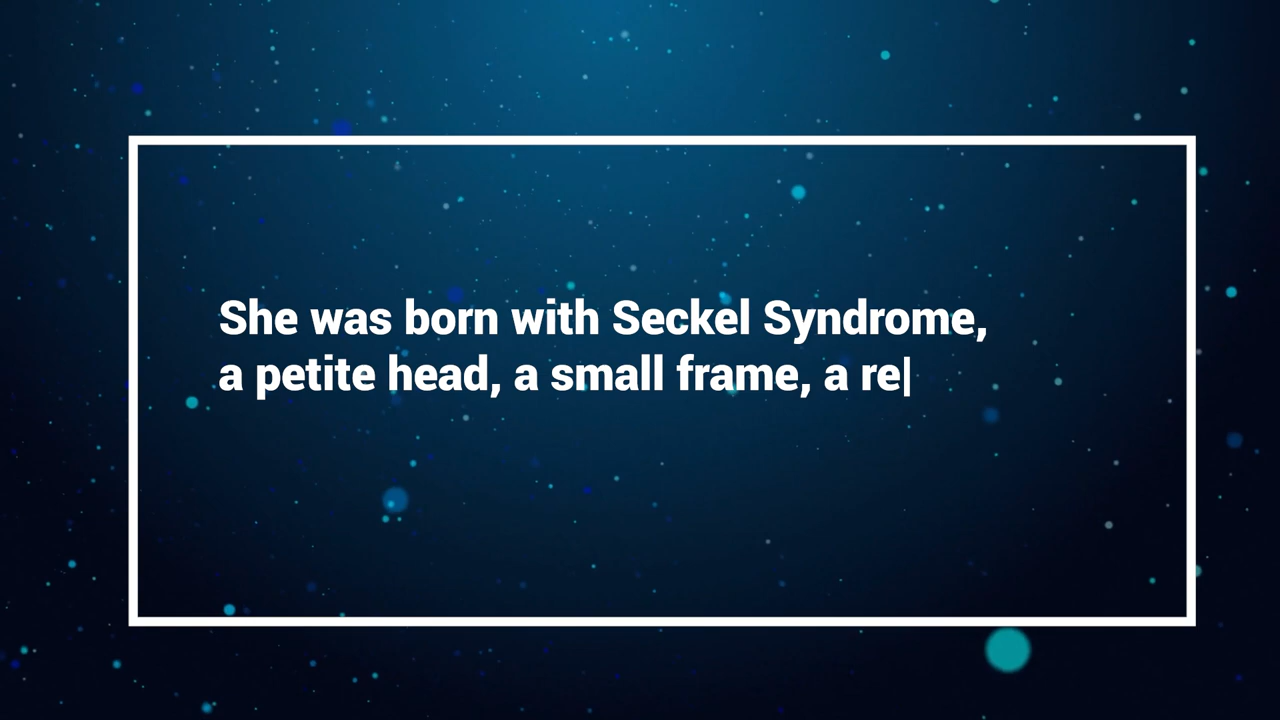 She was born with Seckel Syndrome,
a petite head, a small frame, a re